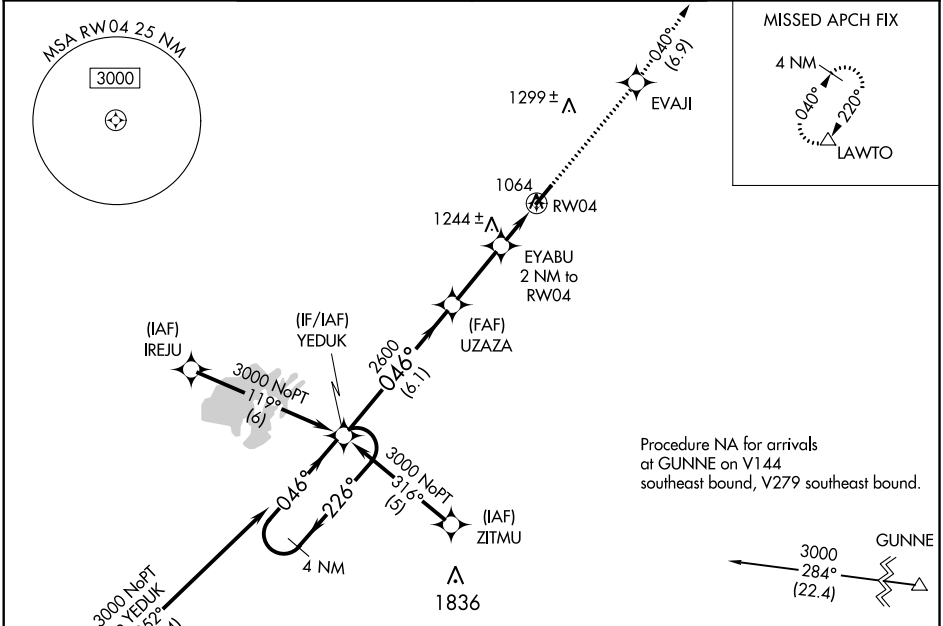 MSA RW04 25 NM
3000
MISSED APCH FIX
4 NM
040°
220°
LAWTO
040°
(6.9)
EVAJI
1299 ±
1064
RW04
1244 ±
EYABU
2 NM to
RW04
(FAF)
UZAZA
(IF/IAF)
YEDUK
2600
046°
(6.1)
(IAF)
IREJU
3000 NoPT
119°
(6)
3000 NoPT
316°
(5)
(IAF)
ZITMU
046°
226°
4 NM
1836
3000 NoPT
YEDUK
Procedure NA for arrivals
at GUNNE on V144
southeast bound, V279 southeast bound.
GUNNE
3000
284°
(22.4)